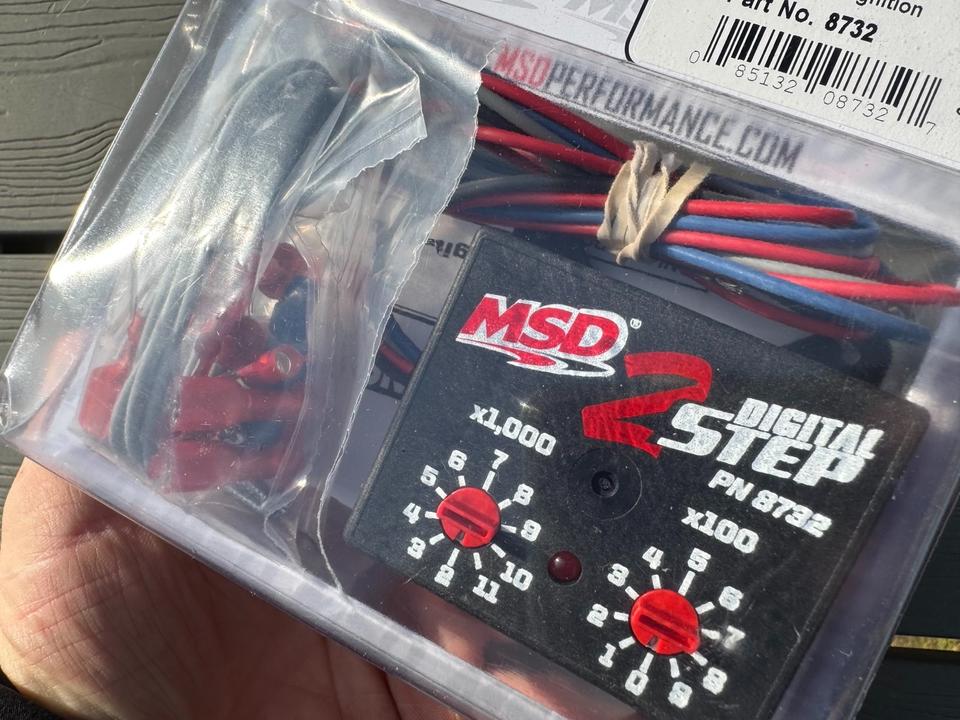 gnition
Part No. 8732
0 85132 08732 7
MSDPERFORMANCE.COM
MSD®
2 STEP
DIGITAL
PN 8732
x1,000
2 3 4 5 6 7 8 9 10 11
x100
0 1 2 3 4 5 6 7 8 9